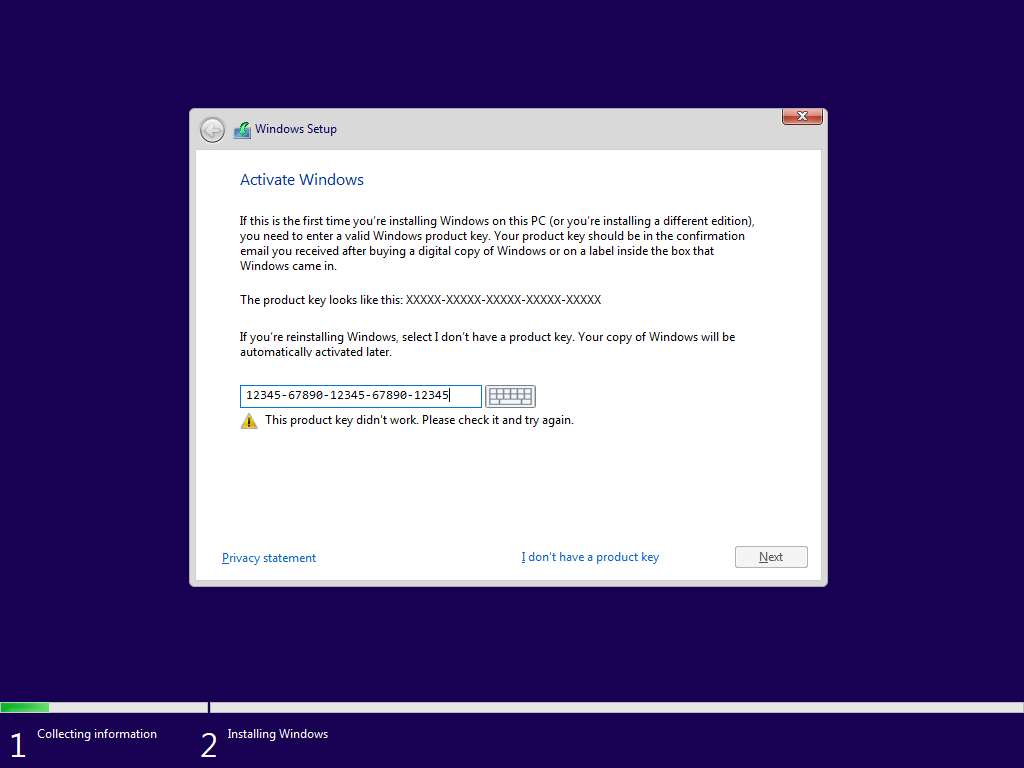 Windows Setup
Activate Windows
If this is the first time you're installing Windows on this PC (or you're installing a different edition),
you need to enter a valid Windows product key. Your product key should be in the confirmation
email you received after buying a digital copy of Windows or on a label inside the box that
Windows came in.
The product key looks like this: XXXXX-XXXXX-XXXXX-XXXXX-XXXXX
If you're reinstalling Windows, select I don't have a product key. Your copy of Windows will be
automatically activated later.
12345-67890-12345-67890-12345
This product key didn't work. Please check it and try again.
Privacy statement
I don't have a product key
Next
1 Collecting information
2 Installing Windows